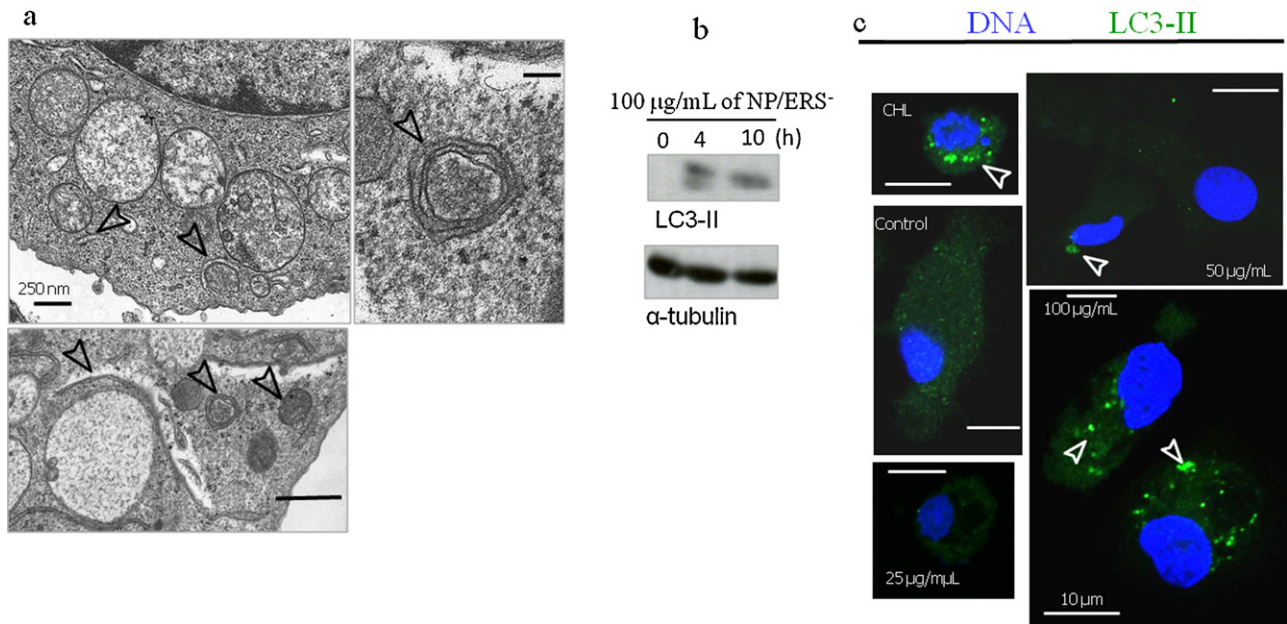 a
250 nm
b
100 µg/mL of NP/ERS-
0 4 10 (h)
LC3-II
α-tubulin
c
DNA LC3-II
CHL
Control
25 µg/mµL
50 µg/mL
100 µg/mL
10 µm